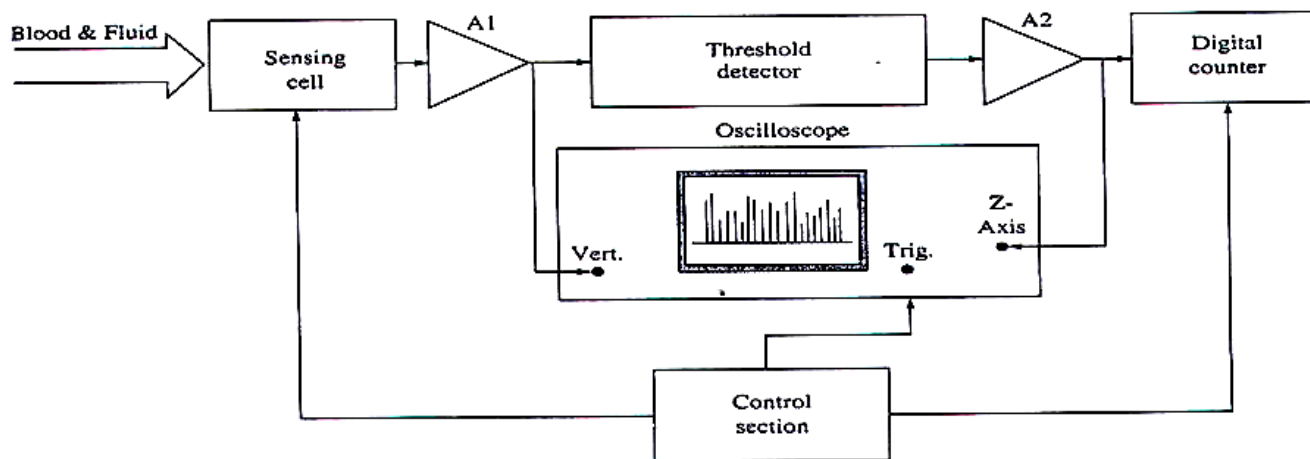 Blood & Fluid
Sensing
cell
A1
Threshold
detector
A2
Digital
counter
Oscilloscope
Vert.
Trig.
Z-
Axis
Control
section